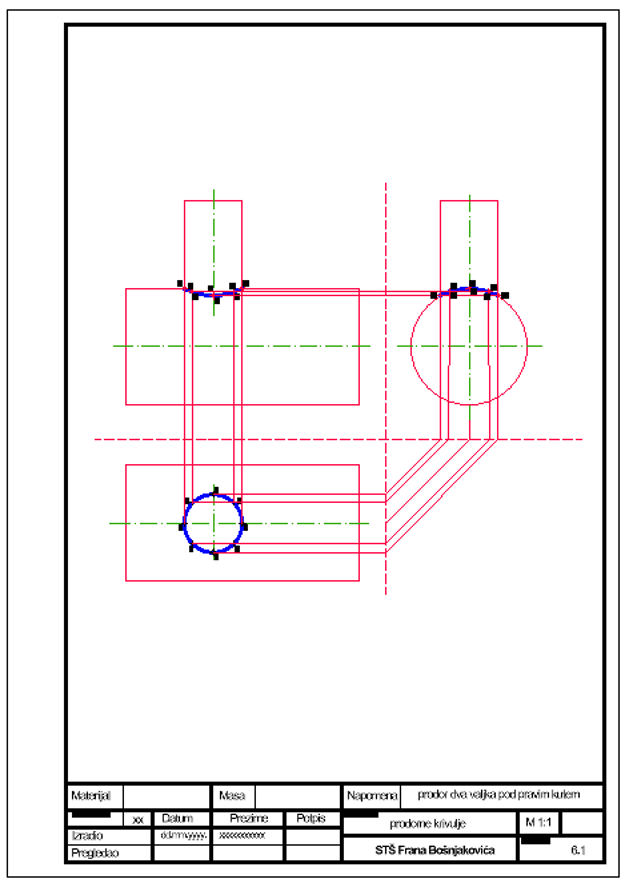 Materijal Masa Napomena prodor dva valjka pod pravim kutem
xx Datum Prezime Potpis prodorne krivulje M 1:1
Izradio dd.mm.yyyy. xxxxxxxxxxx
Pregledao STŠ Frana Bošnjakovića 6.1